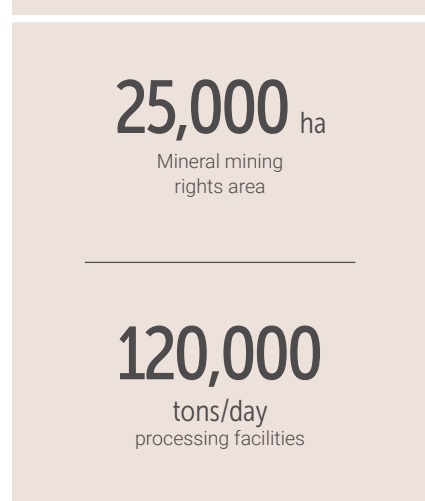 25,000 ha
Mineral mining
rights area
120,000
tons/day
processing facilities